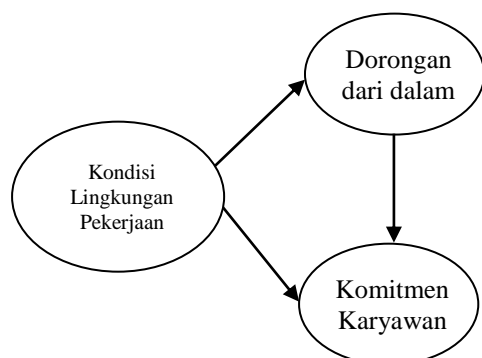 Dorongan
dari dalam
Kondisi
Lingkungan
Pekerjaan
Komitmen
Karyawan